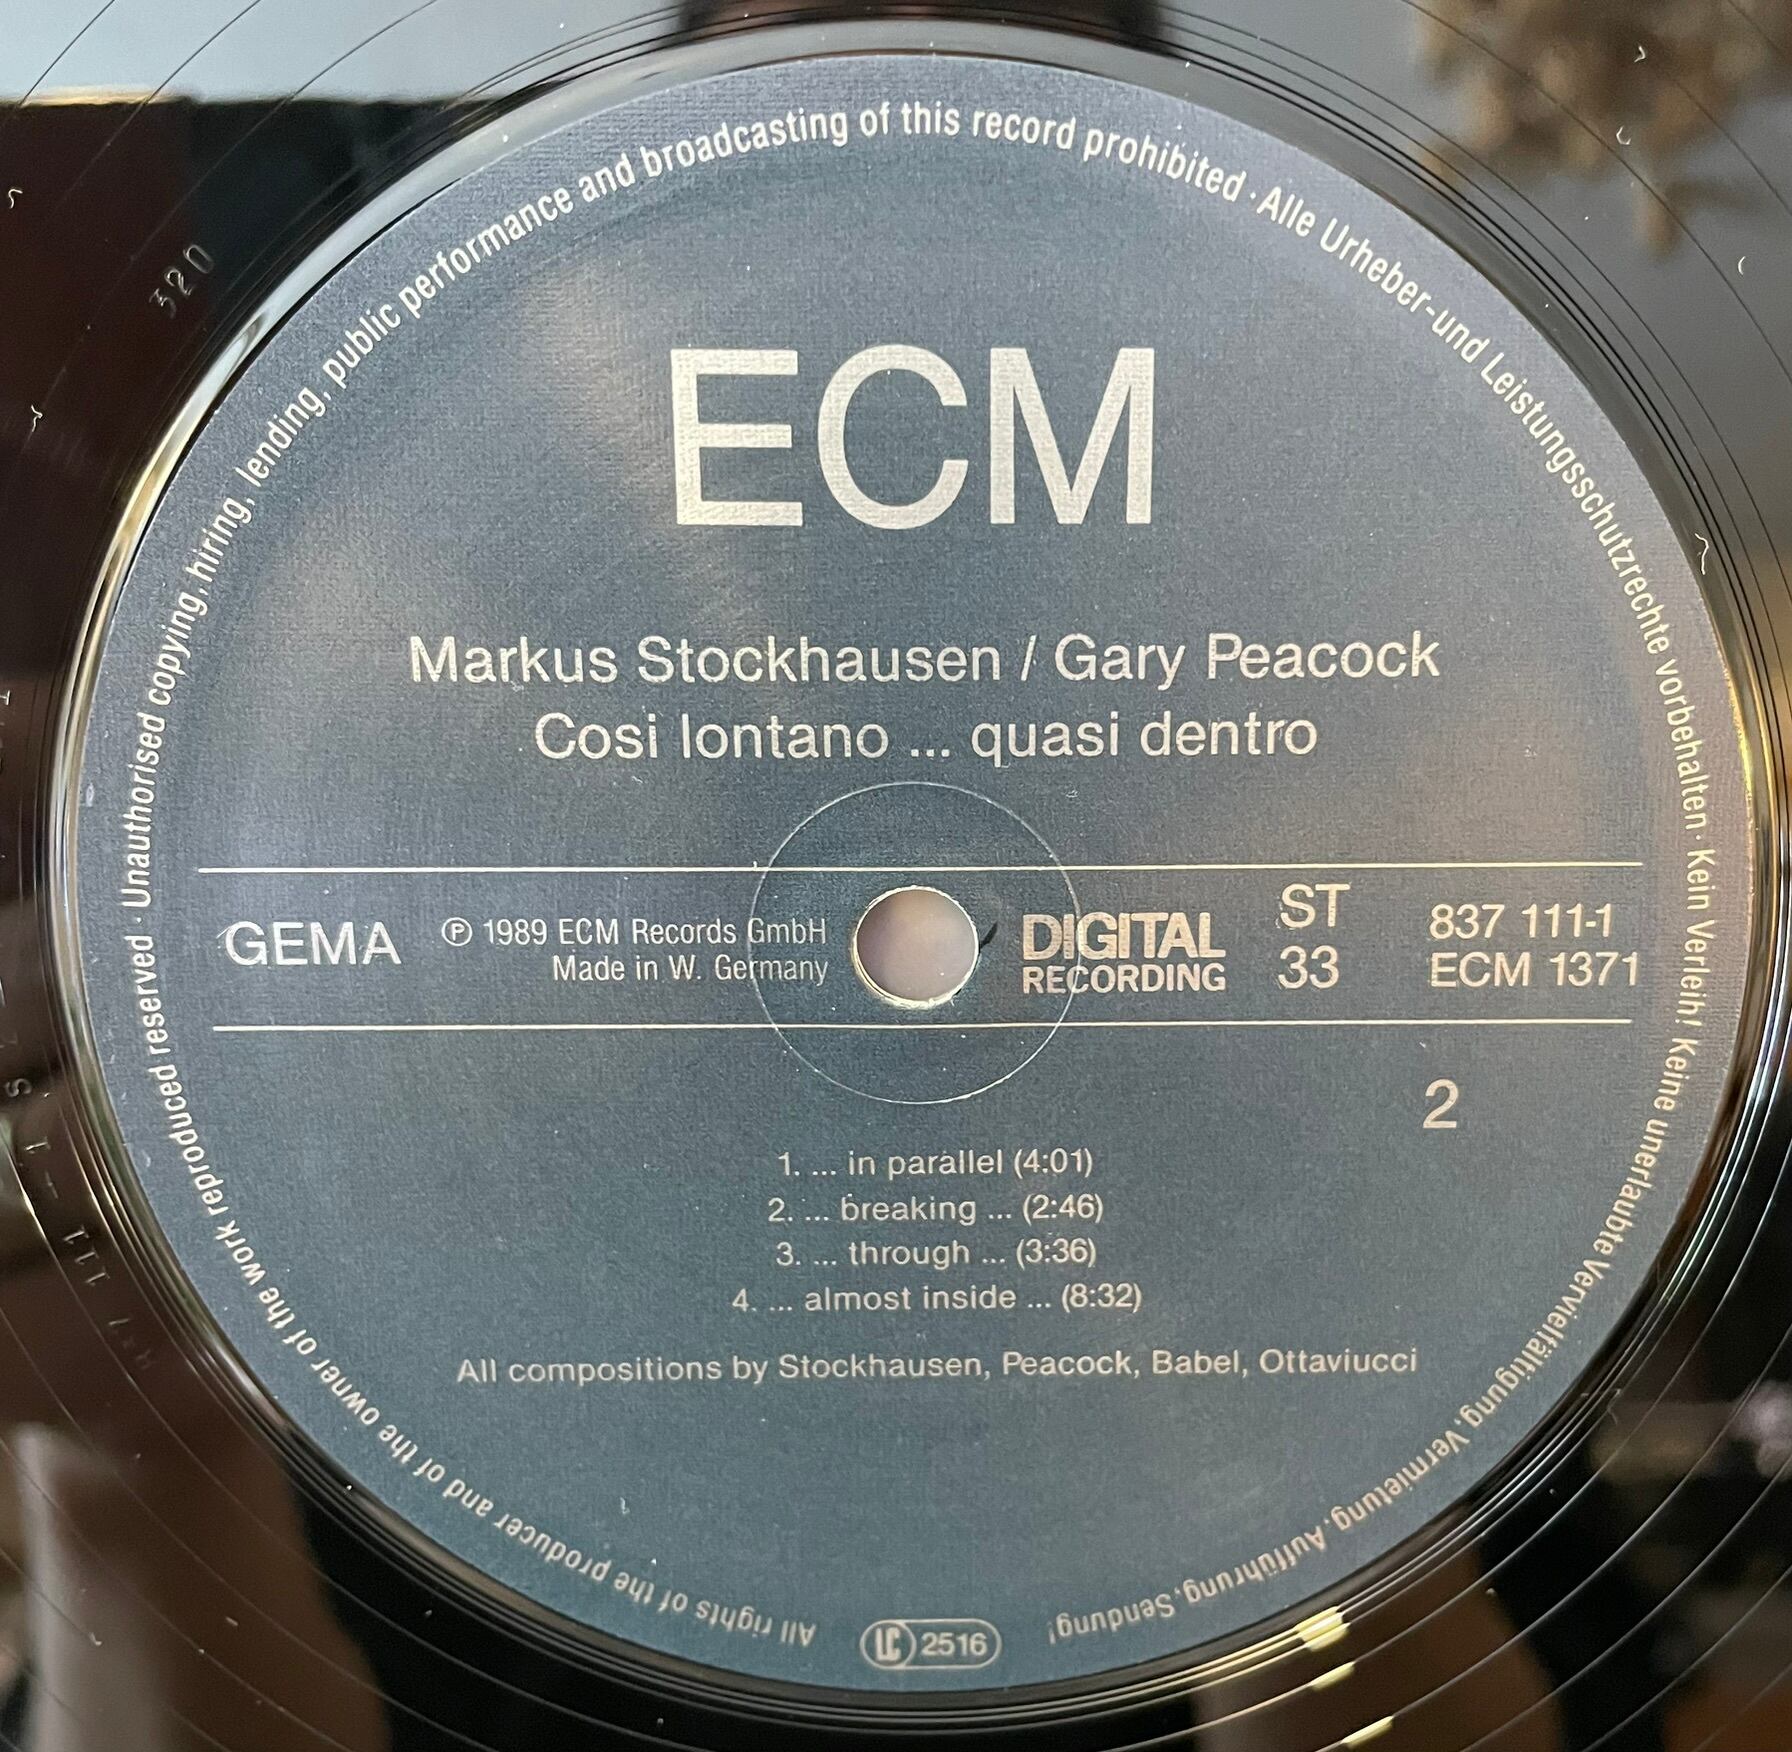 All rights of the producer and of the owner of the work reproduced reserved · Unauthorised copying, hiring, lending, public performance and broadcasting of this record prohibited · Alle Urheber-und Leistungsschutzrechte vorbehalten · Kein Verleih! Keine unerlaubte Vervielfältigung, Vermietung, Aufführung, Sendung!
ECM
Markus Stockhausen / Gary Peacock
Cosi lontano ... quasi dentro
GEMA
℗ 1989 ECM Records GmbH
Made in W. Germany
DIGITAL
RECORDING
ST
33
837 111-1
ECM 1371
2
1. ... in parallel (4:01)
2. ... breaking ... (2:46)
3. ... through ... (3:36)
4. ... almost inside ... (8:32)
All compositions by Stockhausen, Peacock, Babel, Ottaviucci
LC 2516
320